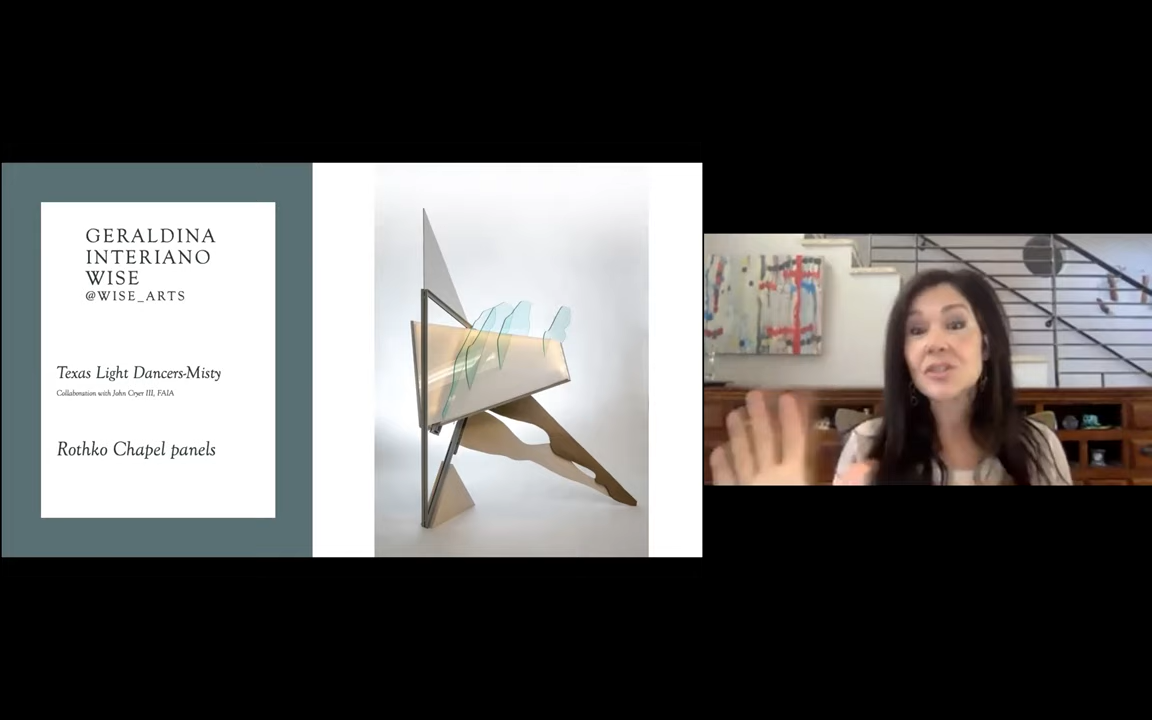 GERALDINA
INTERIANO
WISE
@WISE_ARTS
Texas Light Dancers-Misty
Collaboration with John Cryer III, FAIA
Rothko Chapel panels